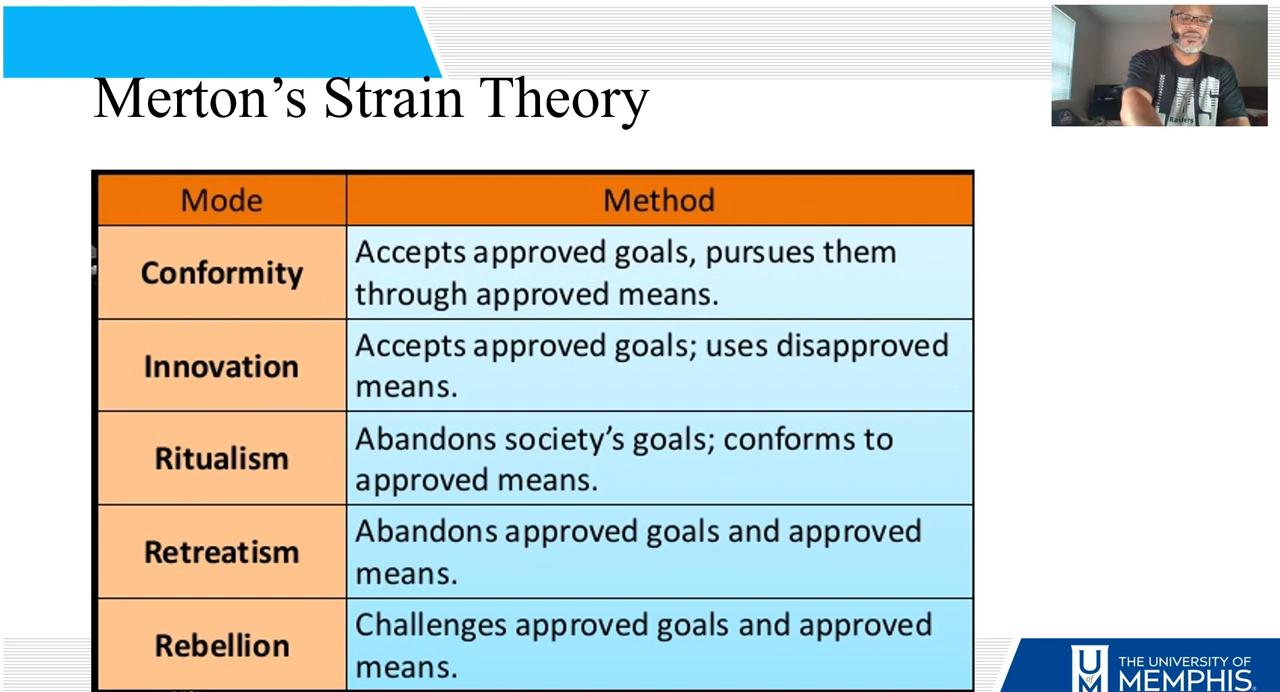 Merton’s Strain Theory
Raiders
Mode Method
Conformity
Accepts approved goals, pursues them
through approved means.
Innovation
Accepts approved goals; uses disapproved
means.
Ritualism
Abandons society’s goals; conforms to
approved means.
Retreatism
Abandons approved goals and approved
means.
Rebellion
Challenges approved goals and approved
means.
U
of
M
THE UNIVERSITY OF
MEMPHIS